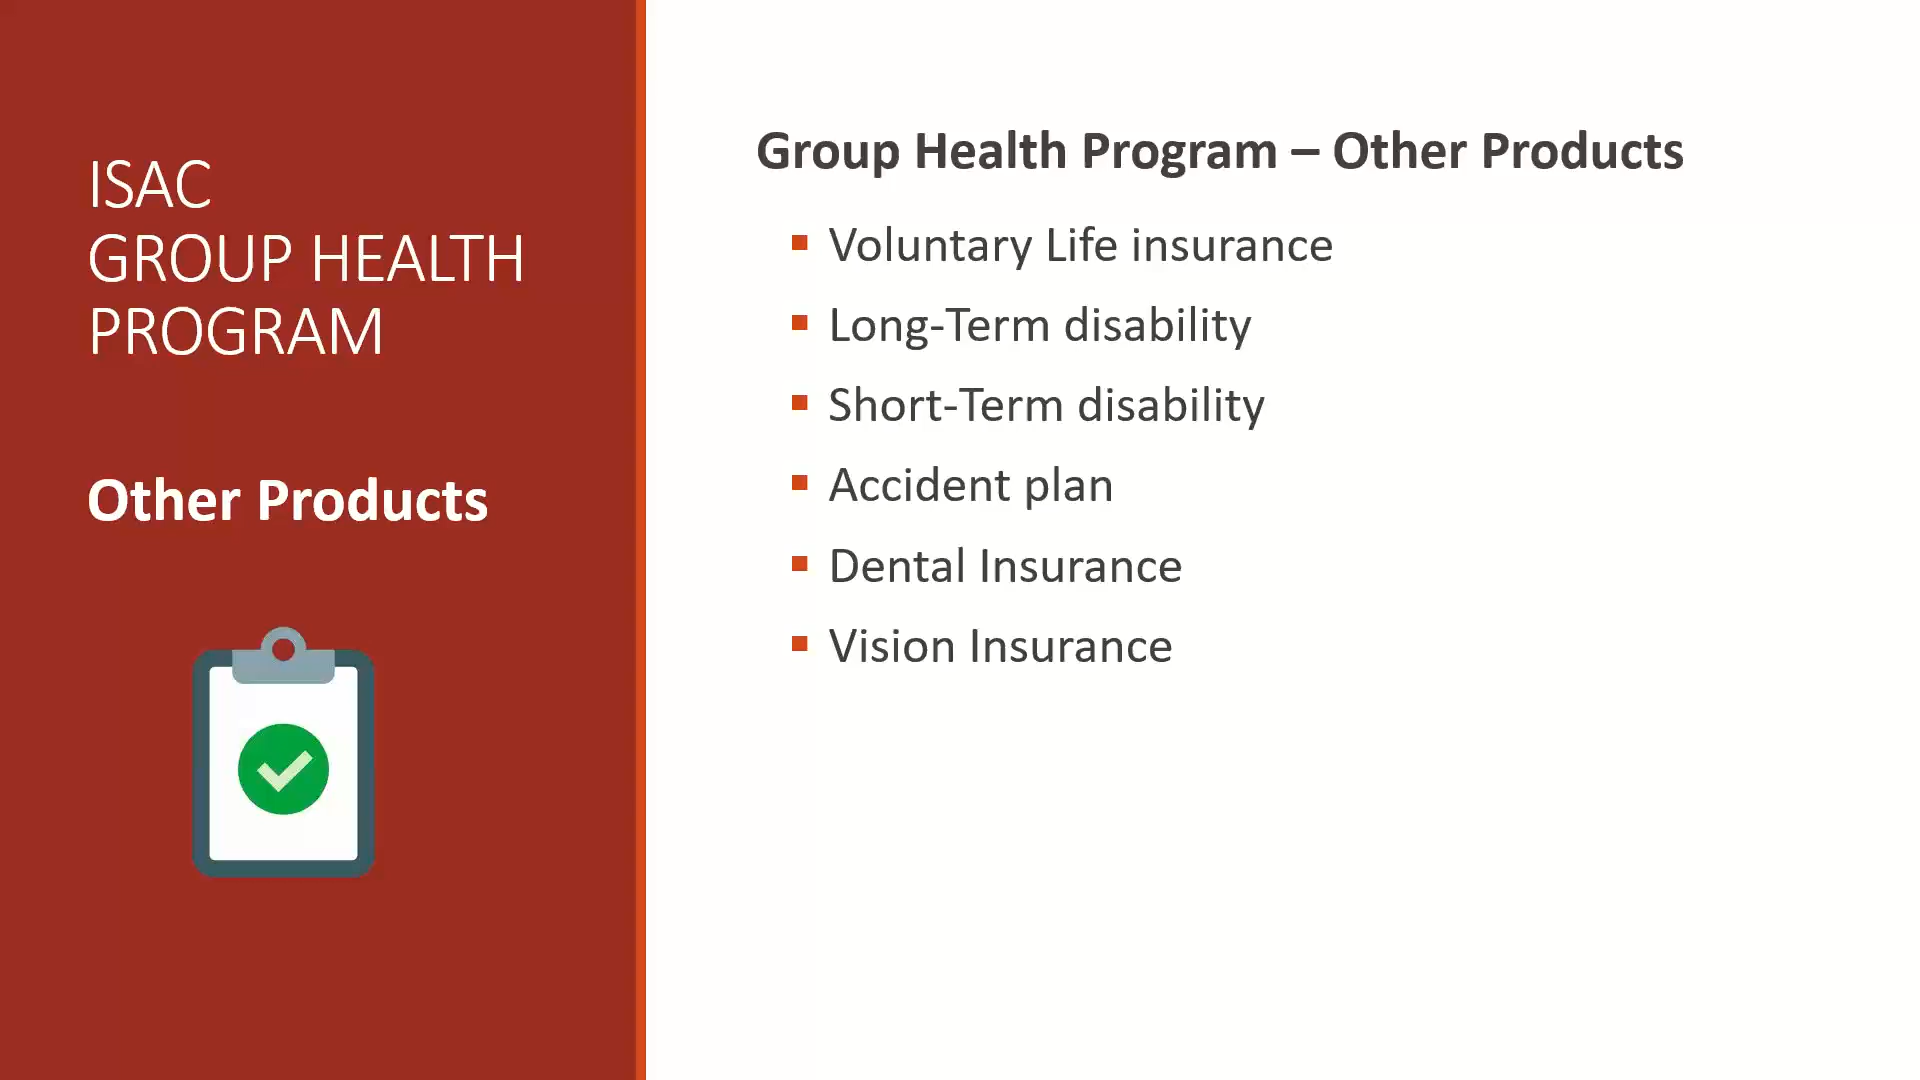 ISAC
GROUP HEALTH
PROGRAM
Other Products
Group Health Program – Other Products
Voluntary Life insurance
Long-Term disability
Short-Term disability
Accident plan
Dental Insurance
Vision Insurance